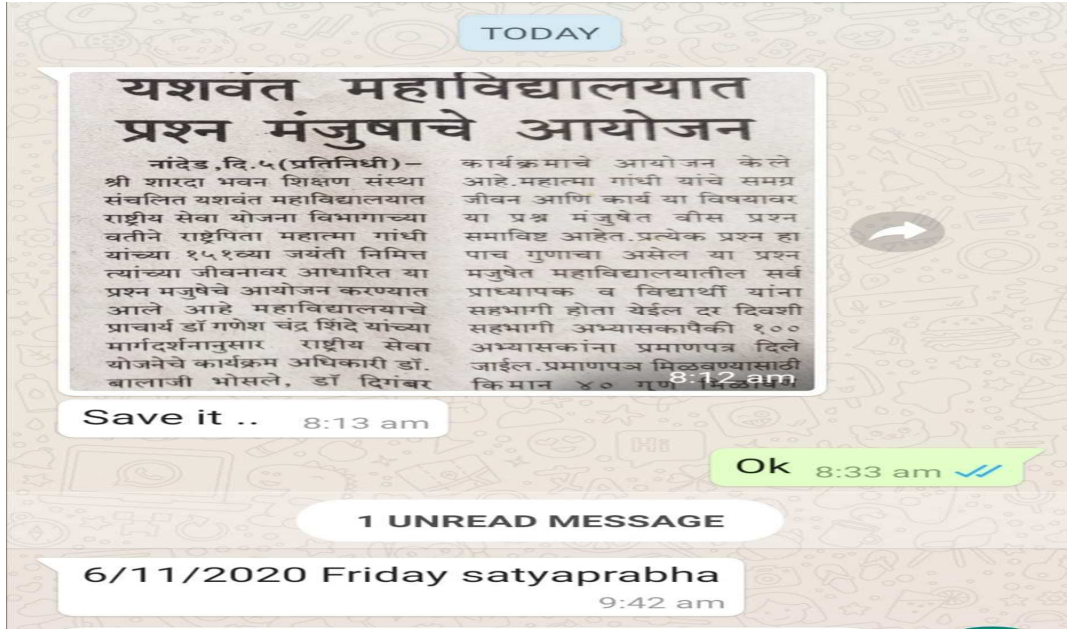 TODAY
यशवंत महाविद्यालयात
प्रश्न मंजुषाचे आयोजन
नांदेड,दि.५(प्रतिनिधी)–
श्री शारदा भवन शिक्षण संस्था
संचलित यशवंत महाविद्यालयात
राष्ट्रीय सेवा योजना विभागाच्या
वतीने राष्ट्रेपिता महात्मा गांधी
यांच्या १५१व्या जयंती निमित्त
त्यांच्या जीवनावर आधारित या
प्रश्न मजुषेचे आयोजन करण्यात
आले आहे महाविद्यालयाचे
प्राचार्य डॉ गणेश चंद्र शिंदे यांच्या
मार्गदर्शनानुसार राष्ट्रीय सेवा
योजनेचे कार्यक्रम अधिकारी डॉ.
बालाजी भोसले, डॉ दिगंबर
कार्यक्रमाचे आयोजन केले
आहे.महात्मा गांधी यांचे समग्र
जीवन आणि कार्य या विषयावर
या प्रश्न मंजुषेत वीस प्रश्न
समाविष्ट आहेत.प्रत्येक प्रश्न हा
पाच गुणाचा असेल या प्रश्न
मजुषेत महाविद्यालयातील सर्व
प्राध्यापक व विद्यार्थी यांना
सहभागी होता येईल दर दिवशी
सहभागी अभ्यासकापैकी १००
अभ्यासकांना प्रमाणपत्र दिले
जाईल.प्रमाणपत्र मिळवण्यासाठी
किमान ४० गुण
8:12 am
Save it .. 8:13 am
Ok 8:33 am
1 UNREAD MESSAGE
6/11/2020 Friday satyaprabha
9:42 am